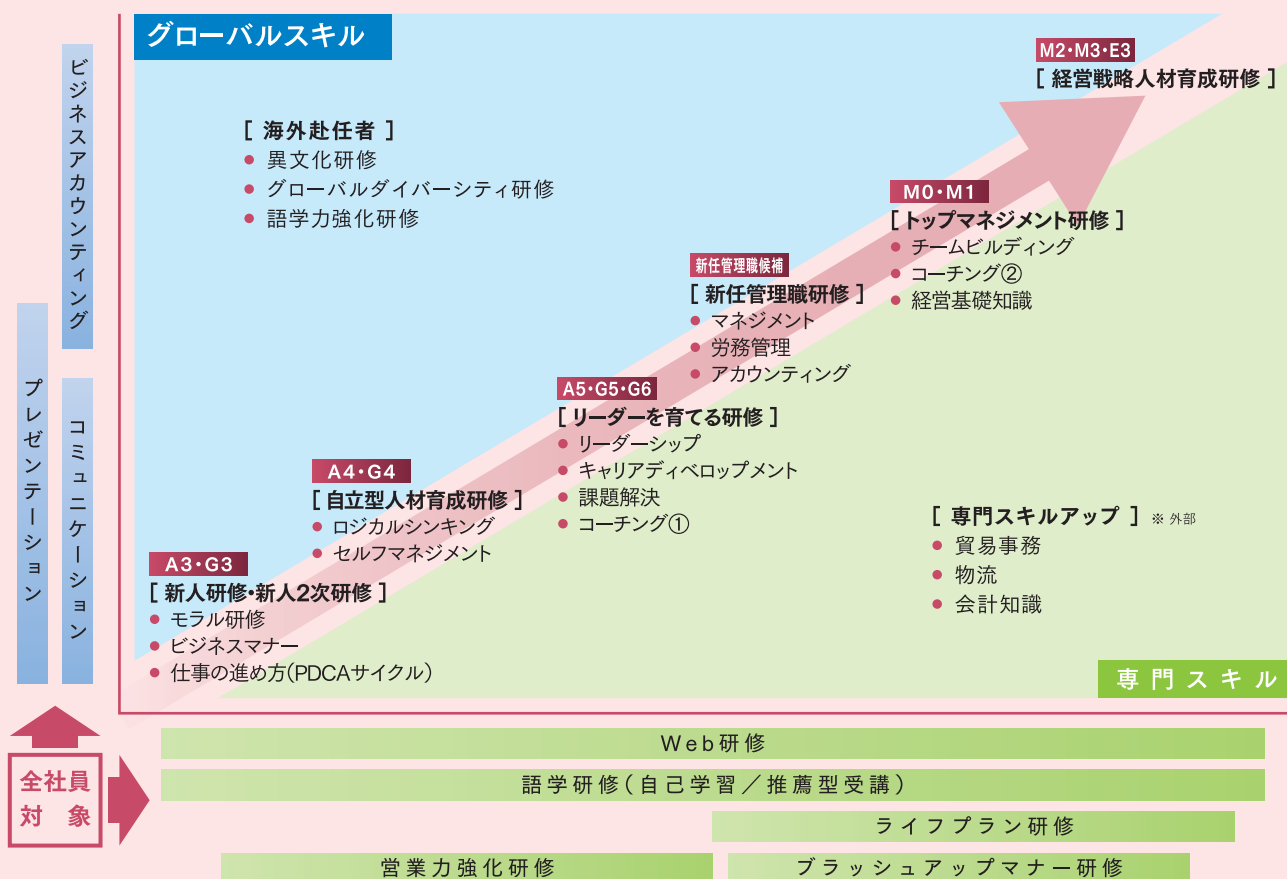 グローバルスキル
ビジネスアカウンティング
プレゼンテーション
コミュニケーション
[ 海外赴任者 ]
● 異文化研修
● グローバルダイバーシティ研修
● 語学力強化研修
M2・M3・E3
[ 経営戦略人材育成研修 ]
M0・M1
[ トップマネジメント研修 ]
● チームビルディング
● コーチング②
● 経営基礎知識
新任管理職候補
[ 新任管理職研修 ]
● マネジメント
● 労務管理
● アカウンティング
A5・G5・G6
[ リーダーを育てる研修 ]
● リーダーシップ
● キャリアディベロップメント
● 課題解決
● コーチング①
A4・G4
[ 自立型人材育成研修 ]
● ロジカルシンキング
● セルフマネジメント
A3・G3
[ 新人研修・新人2次研修 ]
● モラル研修
● ビジネスマナー
● 仕事の進め方(PDCAサイクル)
[ 専門スキルアップ ] ※ 外部
● 貿易事務
● 物流
● 会計知識
専門スキル
全社員
対 象
Web研修
語学研修(自己学習/推薦型受講)
ライフプラン研修
営業力強化研修
ブラッシュアップマナー研修